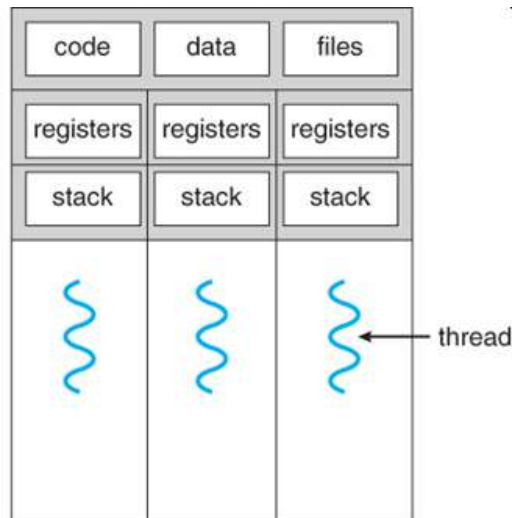 code data files
registers registers registers
stack stack stack
thread